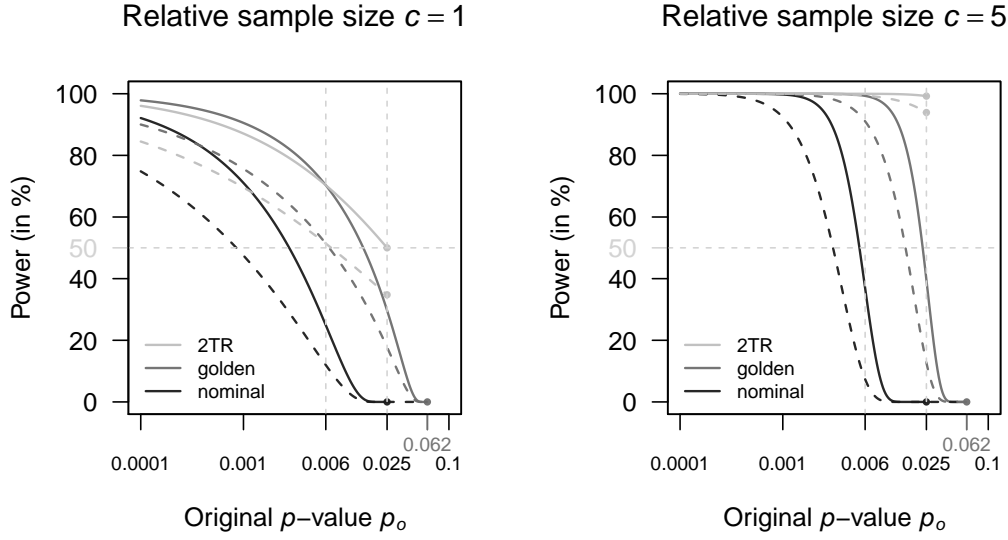 Relative sample size c = 1
Power (in %)
100
80
60
50
40
20
0
2TR
golden
nominal
0.062
0.0001
0.001
0.006
0.025
0.1
Original p−value pₒ
Relative sample size c = 5
Power (in %)
100
80
60
50
40
20
0
2TR
golden
nominal
0.062
0.0001
0.001
0.006
0.025
0.1
Original p−value pₒ